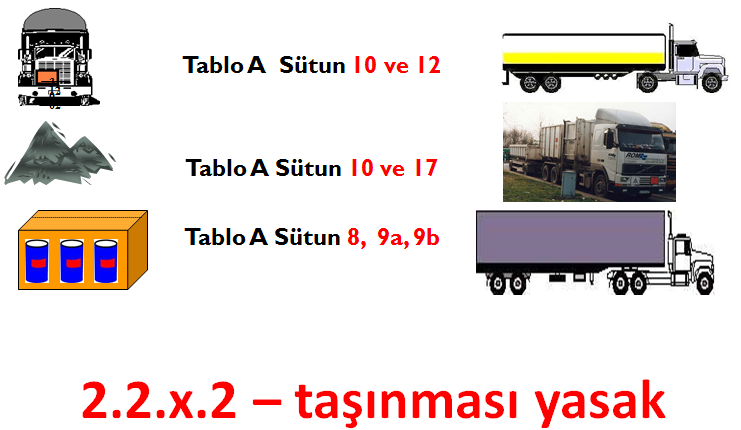 Tablo A Sütun 10 ve 12
Tablo A Sütun 10 ve 17
Tablo A Sütun 8, 9a, 9b
2.2.x.2 – taşınması yasak